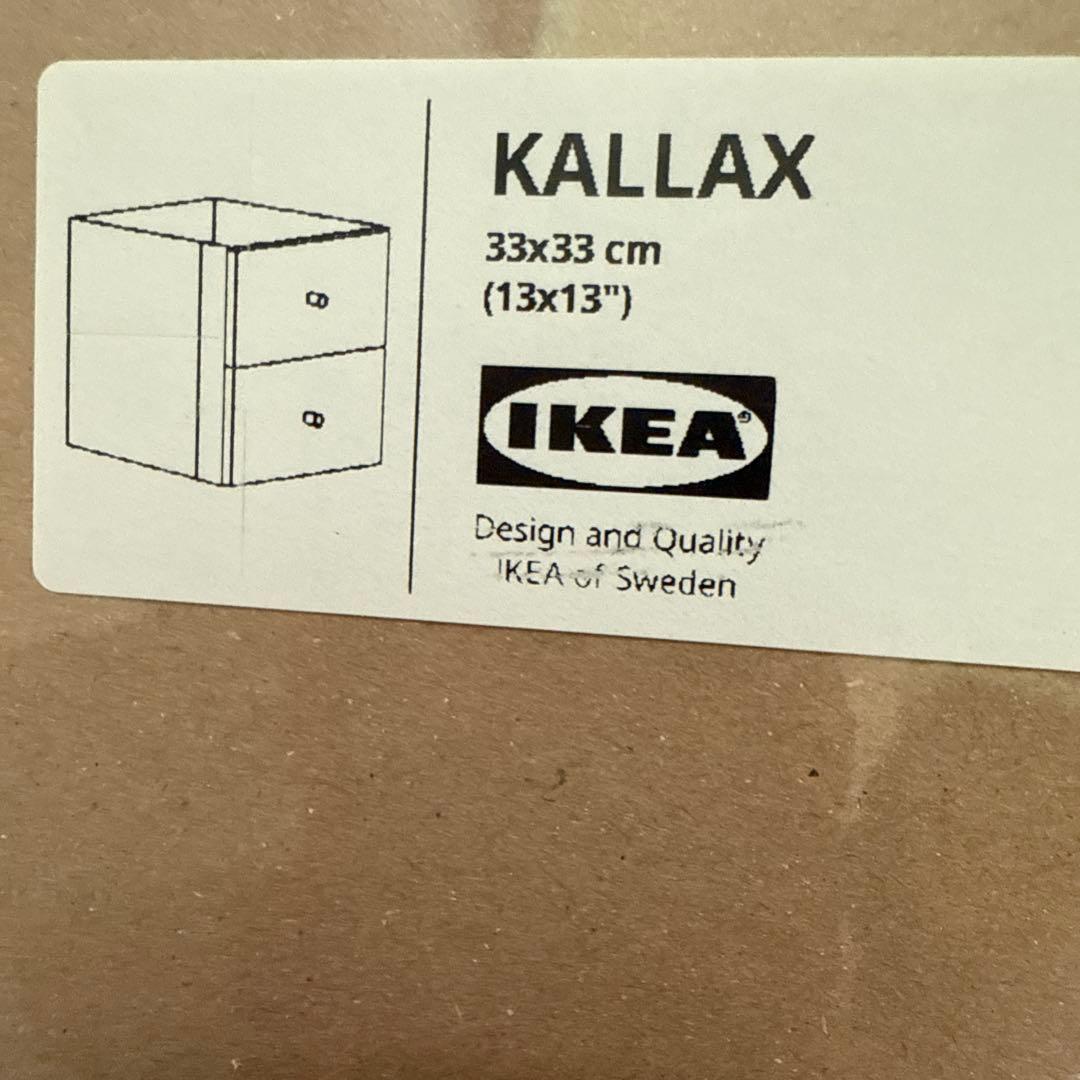 KALLAX
33x33 cm
(13x13")
IKEA®
Design and Quality
IKEA of Sweden